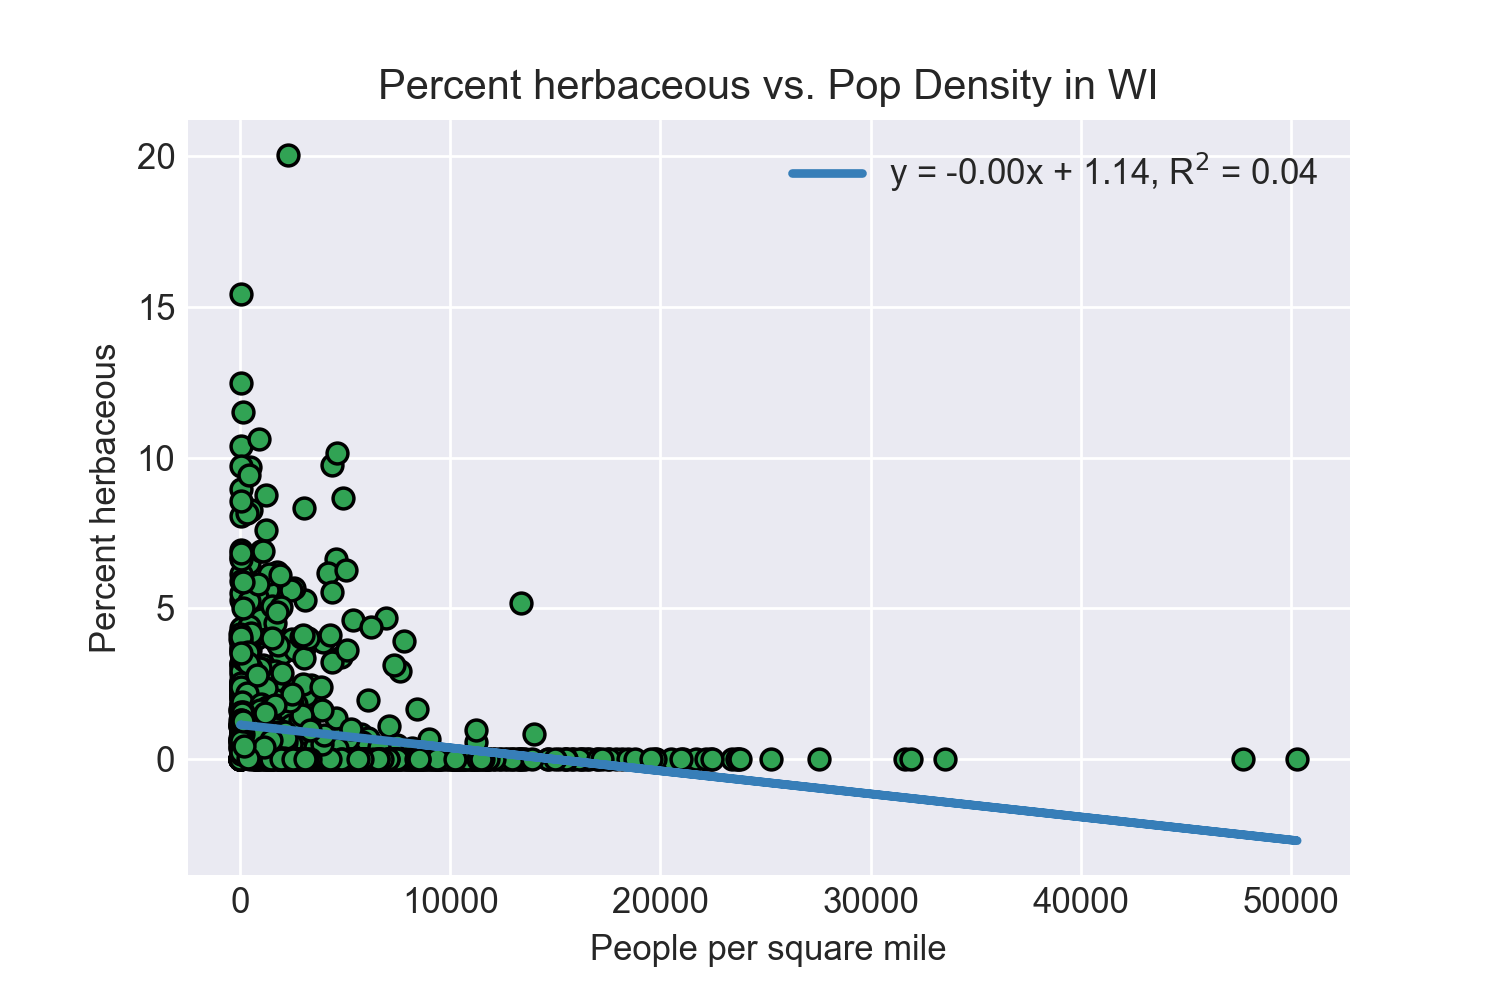 Percent herbaceous vs. Pop Density in WI
y = -0.00x + 1.14, R² = 0.04
20
15
10
5
0
Percent herbaceous
0 10000 20000 30000 40000 50000
People per square mile